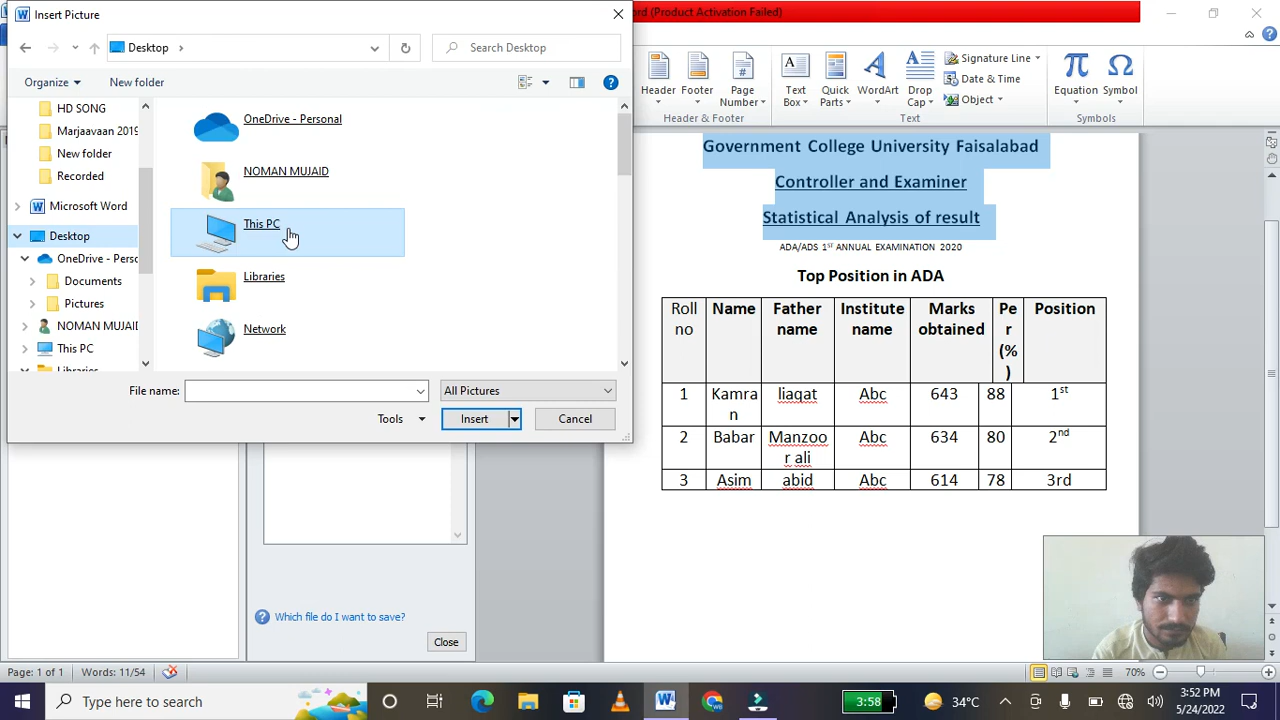 Insert Picture
rd (Product Activation Failed)
Desktop
Search Desktop
Organize
New folder
HD SONG
Marjaavaan 2019
New folder
Recorded
Microsoft Word
Desktop
OneDrive - Perso
Documents
Pictures
NOMAN MUJAID
This PC
OneDrive - Personal
NOMAN MUJAID
This PC
Libraries
Network
File name:
All Pictures
Tools
Insert
Cancel
Header
Footer
Page Number
Header & Footer
Text Box
Quick Parts
WordArt
Drop Cap
Signature Line
Date & Time
Object
Text
Equation
Symbol
Symbols
Government College University Faisalabad
Controller and Examiner
Statistical Analysis of result
ADA/ADS 1ST ANNUAL EXAMINATION 2020
Top Position in ADA
Roll no Name Father name Institute name Marks obtained Per (%) Position
1 Kamran liaqat Abc 643 88 1st
2 Babar Manzoor ali Abc 634 80 2nd
3 Asim abid Abc 614 78 3rd
Which file do I want to save?
Close
Page: 1 of 1
Words: 11/54
70%
Type here to search
3:58
34°C
3:52 PM
5/24/2022